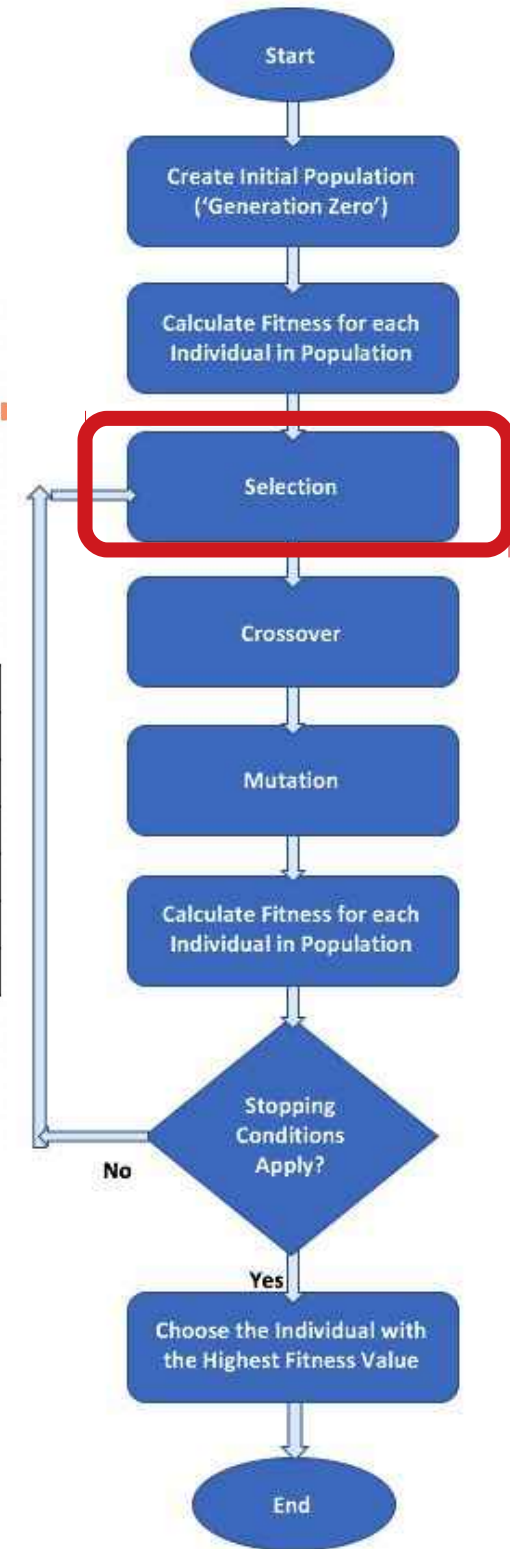 Start
Create Initial Population
('Generation Zero')
Calculate Fitness for each
Individual in Population
Selection
Crossover
Mutation
Calculate Fitness for each
Individual in Population
Stopping
Conditions
Apply?
No
Yes
Choose the Individual with
the Highest Fitness Value
End